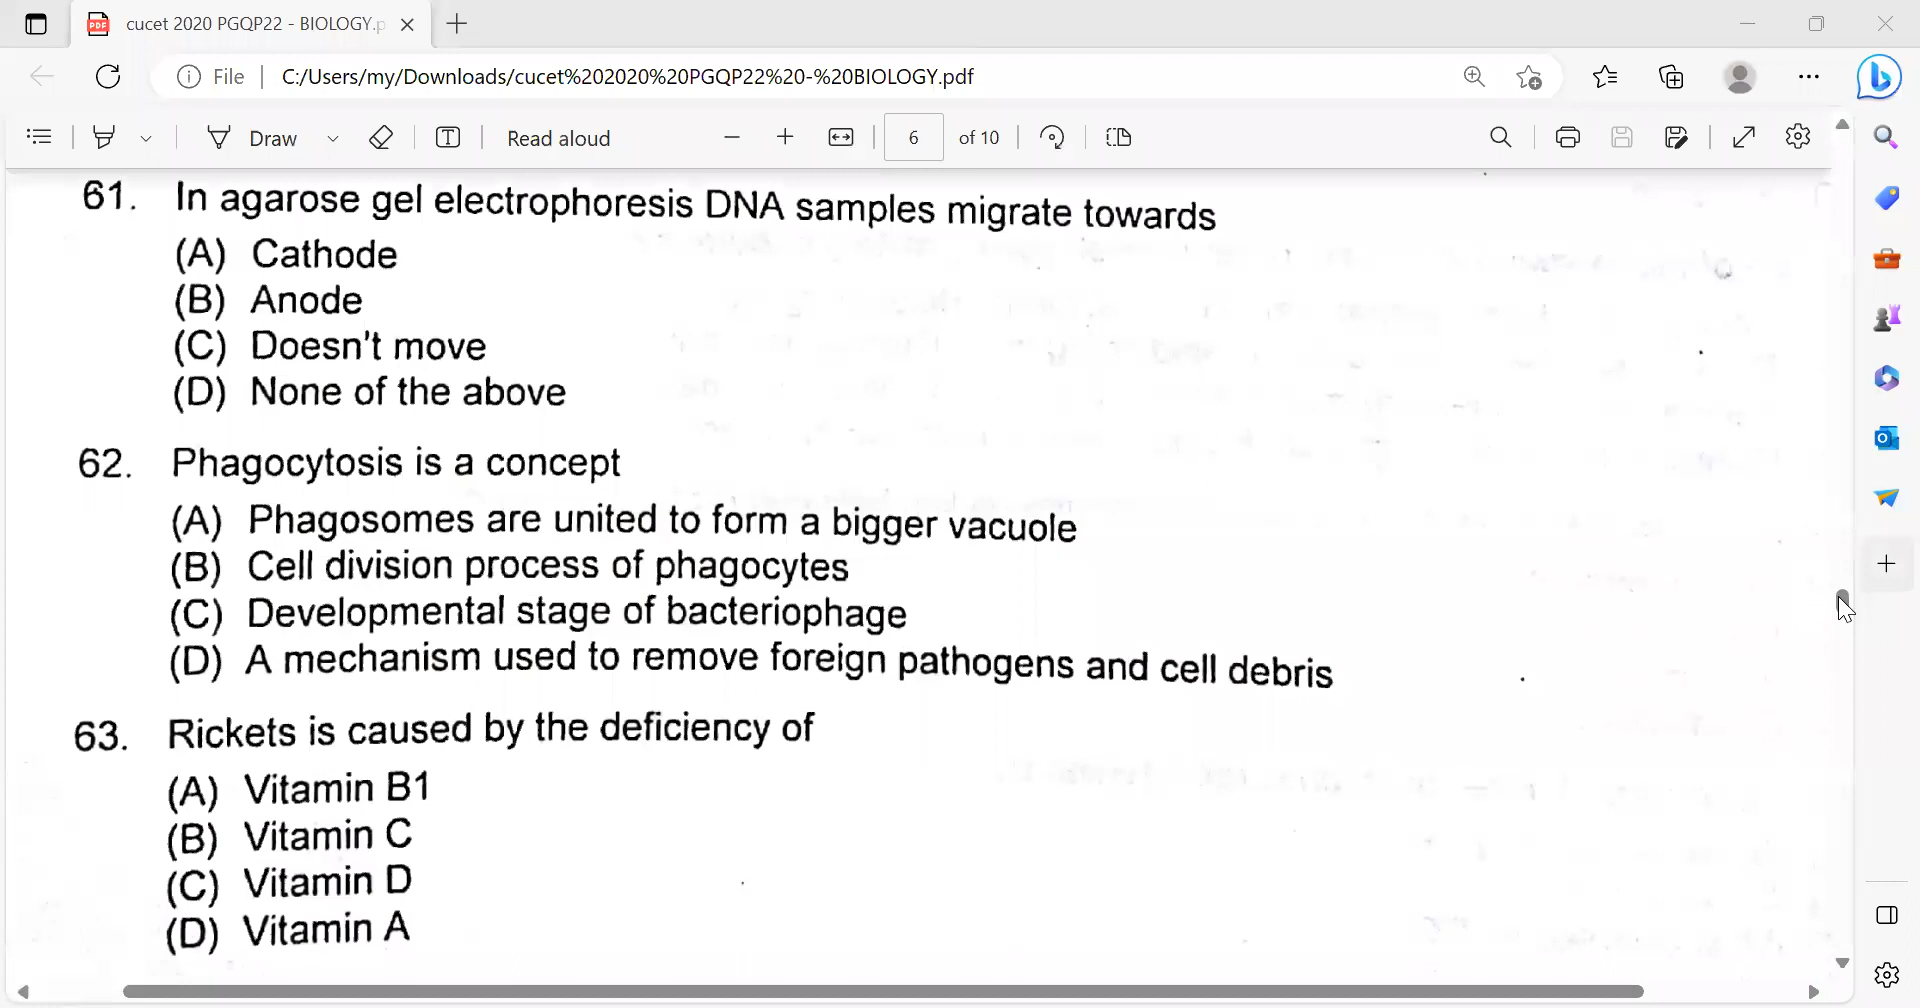 cucet 2020 PGQP22 - BIOLOGY.p
File
C:/Users/my/Downloads/cucet%202020%20PGQP22%20-%20BIOLOGY.pdf
Draw
Read aloud
6 of 10
61. In agarose gel electrophoresis DNA samples migrate towards
(A) Cathode
(B) Anode
(C) Doesn't move
(D) None of the above
62. Phagocytosis is a concept
(A) Phagosomes are united to form a bigger vacuole
(B) Cell division process of phagocytes
(C) Developmental stage of bacteriophage
(D) A mechanism used to remove foreign pathogens and cell debris
63. Rickets is caused by the deficiency of
(A) Vitamin B1
(B) Vitamin C
(C) Vitamin D
(D) Vitamin A